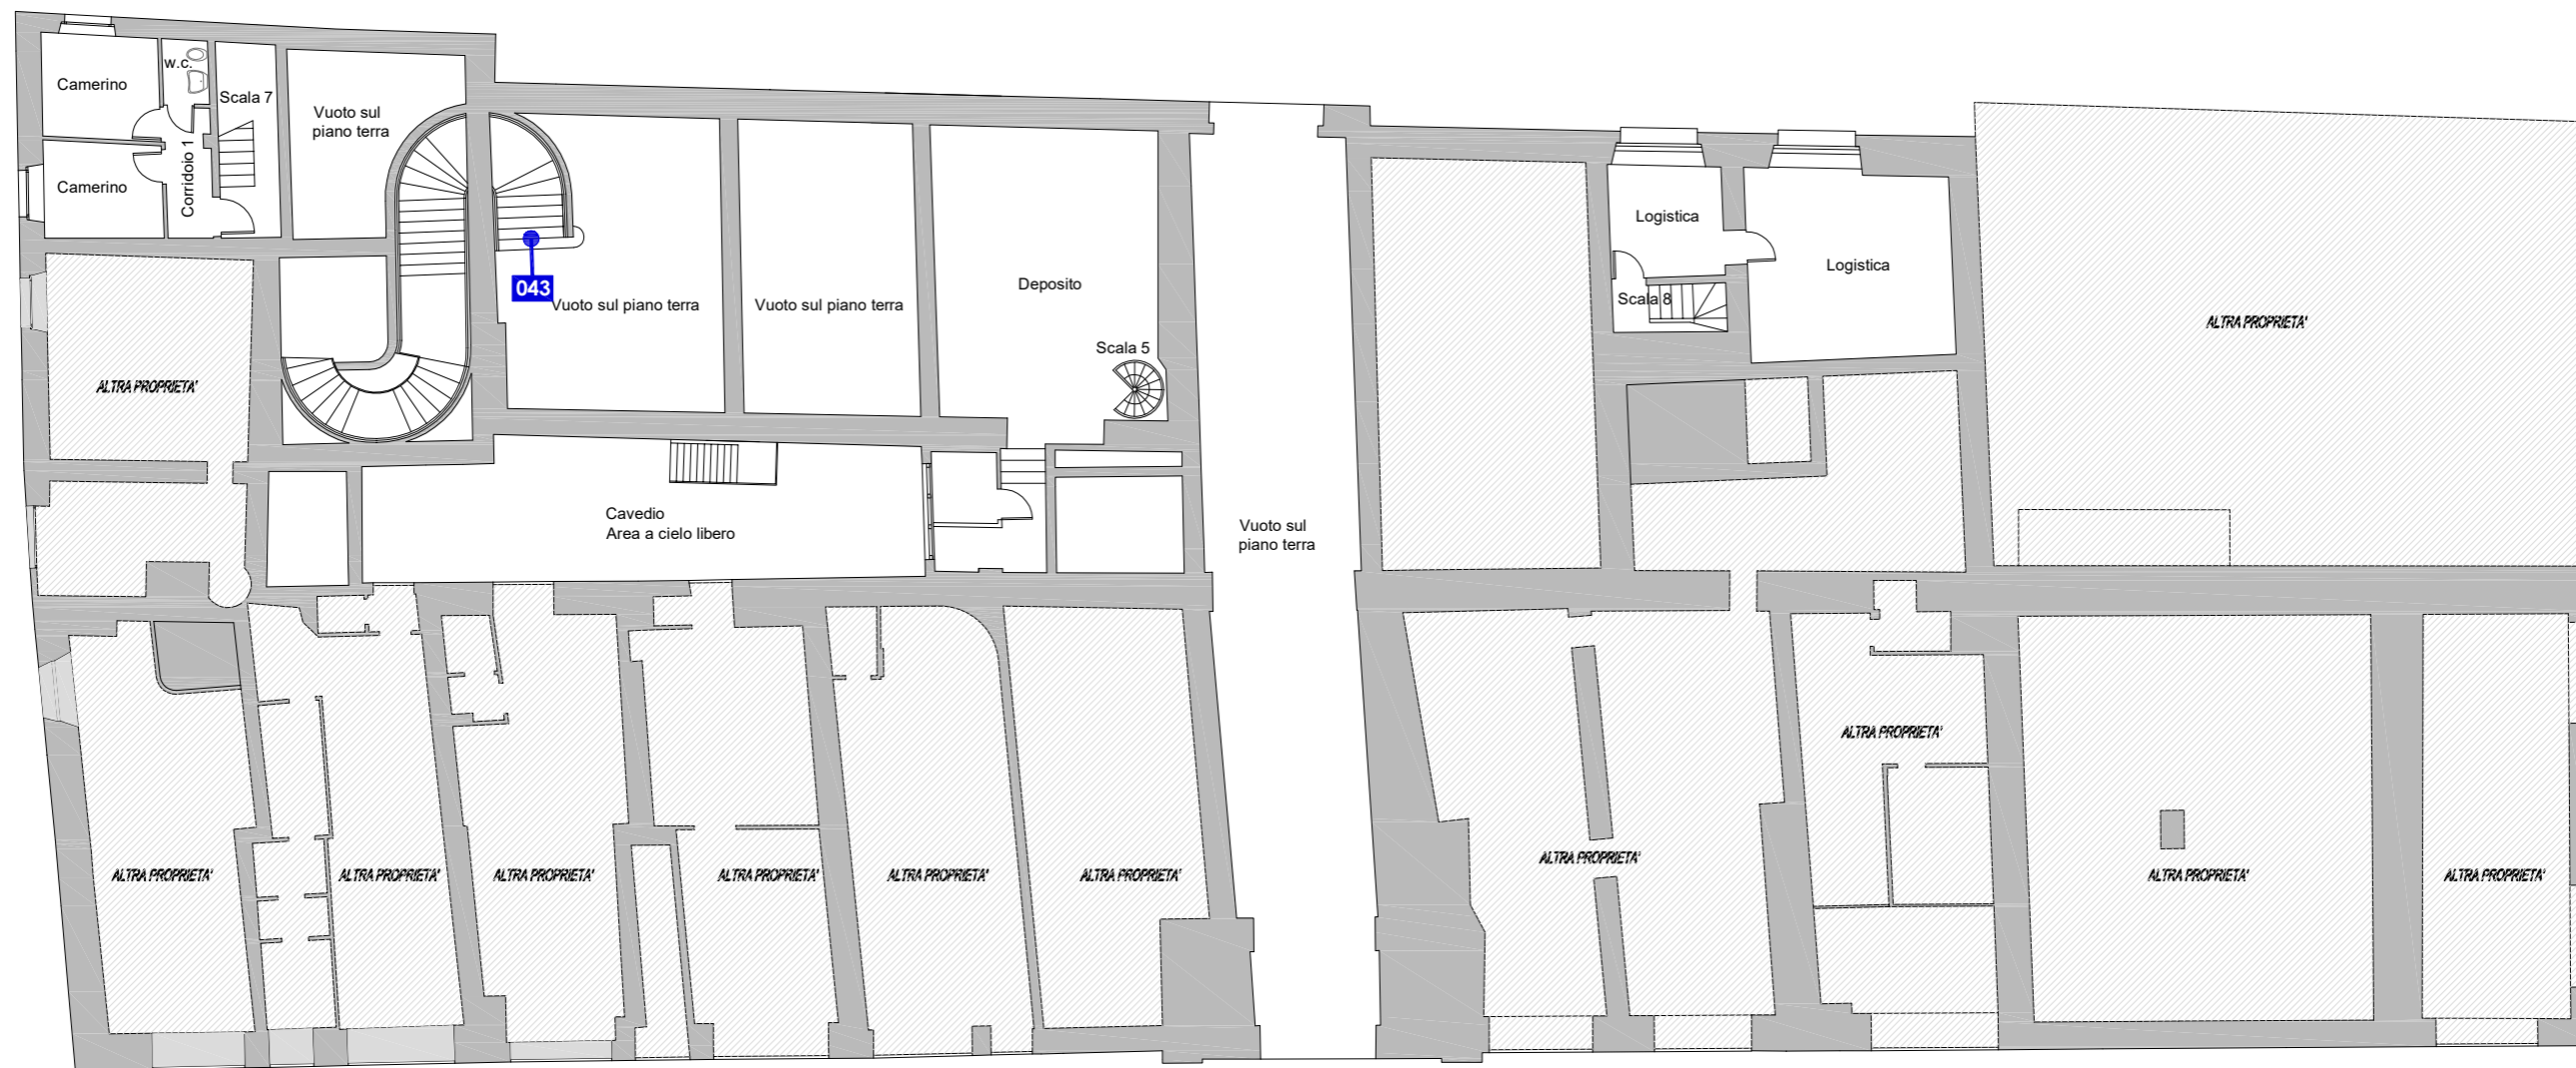 w.c.
Camerino
Scala 7
Vuoto sul
piano terra
Corridoio 1
Camerino
043
Vuoto sul piano terra
Vuoto sul piano terra
Deposito
Scala 5
Logistica
Logistica
Scala 8
ALTRA PROPRIETA'
ALTRA PROPRIETA'
Cavedio
Area a cielo libero
Vuoto sul
piano terra
ALTRA PROPRIETA'
ALTRA PROPRIETA'
ALTRA PROPRIETA'
ALTRA PROPRIETA'
ALTRA PROPRIETA'
ALTRA PROPRIETA'
ALTRA PROPRIETA'
ALTRA PROPRIETA'
ALTRA PROPRIETA'
ALTRA PROPRIETA'